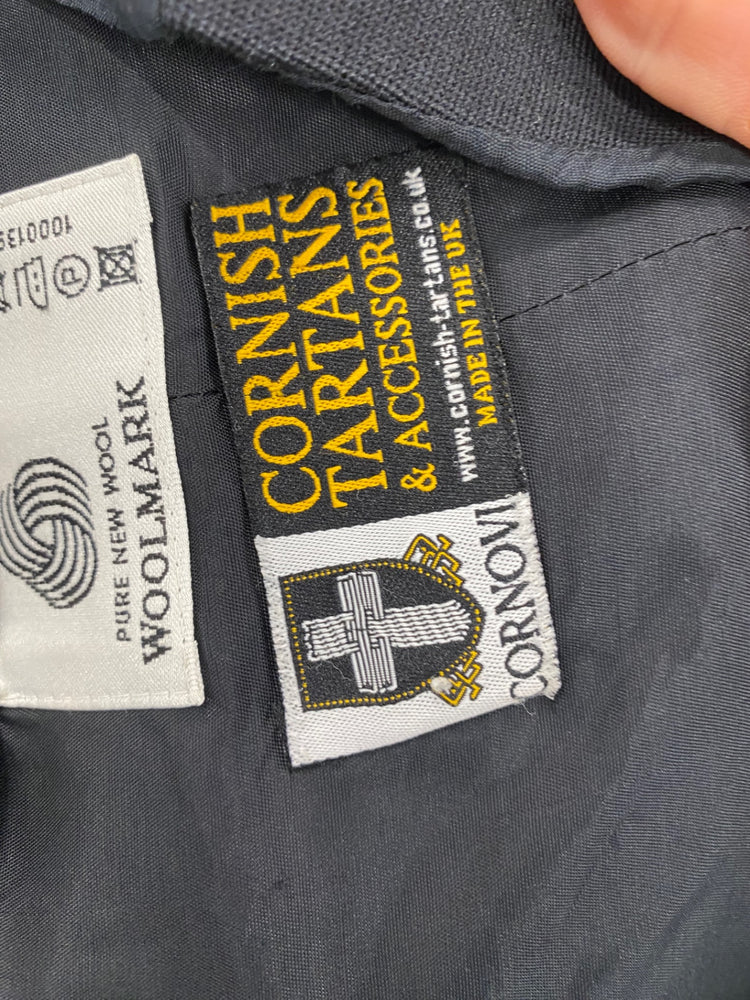 CORNISH
TARTANS
& ACCESSORIES
www.cornish-tartans.co.uk
MADE IN THE UK
CORNOVI
PURE NEW WOOL
WOOLMARK